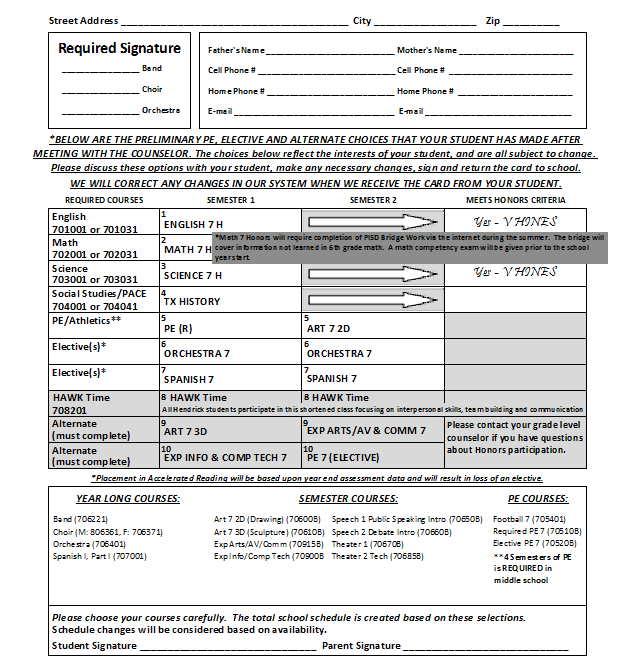 Street Address ______________________________________ City __________________ Zip __________
Required Signature
______________ Band
______________ Choir
______________ Orchestra
Father's Name ________________________ Mother's Name ______________________
Cell Phone # _________________________ Cell Phone # ______________________
Home Phone # _______________________ Home Phone # ____________________
E-mail ______________________________ E-mail ____________________________
*BELOW ARE THE PRELIMINARY PE, ELECTIVE AND ALTERNATE CHOICES THAT YOUR STUDENT HAS MADE AFTER
MEETING WITH THE COUNSELOR. The choices below reflect the interests of your student, and are all subject to change.
Please discuss these options with your student, make any necessary changes, sign and return the card to school.
WE WILL CORRECT ANY CHANGES IN OUR SYSTEM WHEN WE RECEIVE THE CARD FROM YOUR STUDENT.
REQUIRED COURSES SEMESTER 1 SEMESTER 2 MEETS HONORS CRITERIA
English
701001 or 701031
1
ENGLISH 7 H
Yes - V HINES
Math
702001 or 702031
2
MATH 7 H
*Math 7 Honors will require completion of PISD Bridge Work via the internet during the summer. The bridge will
cover information not learned in 6th grade math. A math competency exam will be given prior to the school
year start.
Science
703001 or 703031
3
SCIENCE 7 H
Yes - V HINES
Social Studies/PACE
704001 or 704041
4
TX HISTORY
PE/Athletics**
5
PE (R)
5
ART 7 2D
Elective(s)*
6
ORCHESTRA 7
6
ORCHESTRA 7
Elective(s)*
7
SPANISH 7
7
SPANISH 7
HAWK Time
708201
8 HAWK Time
8 HAWK Time
All Hendrick students participate in this shortened class focusing on interpersonal skills, team building and communication
Alternate
(must complete)
9
ART 7 3D
9
EXP ARTS/AV & COMM 7
Please contact your grade level
counselor if you have questions
about Honors participation.
Alternate
(must complete)
10
EXP INFO & COMP TECH 7
10
PE 7 (ELECTIVE)
*Placement in Accelerated Reading will be based upon year end assessment data and will result in loss of an elective.
YEAR LONG COURSES:
Band (706221)
Choir (M: 806361, F: 706371)
Orchestra (706401)
Spanish I, Part I (707001)
SEMESTER COURSES:
Art 7 2D (Drawing) (70600B) Speech 1 Public Speaking Intro (70650B)
Art 7 3D (Sculpture) (70610B) Speech 2 Debate Intro (70660B)
Exp Arts/AV/Comm (70915B) Theater 1 (70670B)
Exp Info/Comp Tech (70900B Theater 2 Tech (70685B)
PE COURSES:
Football 7 (705401)
Required PE 7 (70510B)
Elective PE 7 (70520B)
**4 Semesters of PE
is REQUIRED in
middle school
Please choose your courses carefully. The total school schedule is created based on these selections.
Schedule changes will be considered based on availability.
Student Signature ______________________________ Parent Signature ____________________________